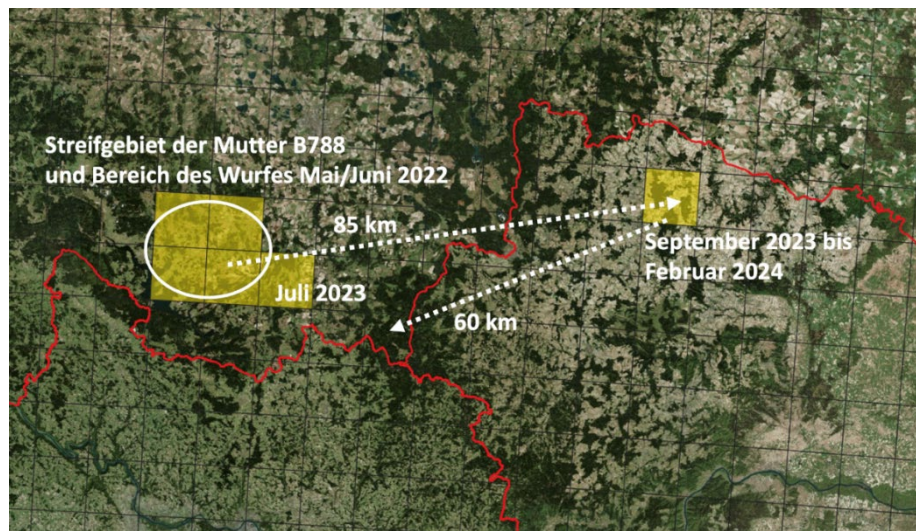 Streifgebiet der Mutter B788
und Bereich des Wurfes Mai/Juni 2022
85 km
September 2023 bis
Februar 2024
Juli 2023
60 km